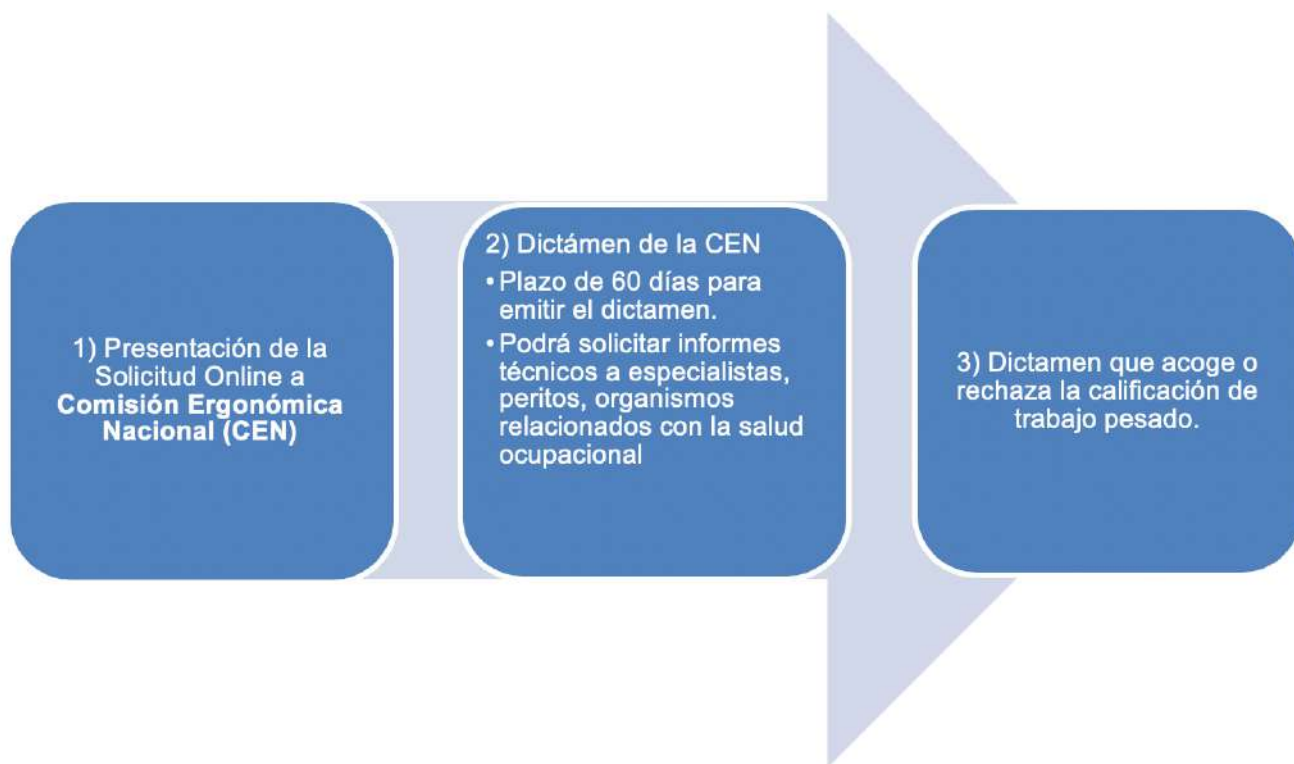 1) Presentación de la
Solicitud Online a
Comisión Ergonómica
Nacional (CEN)
2) Dictámen de la CEN
• Plazo de 60 días para
emitir el dictamen.
• Podrá solicitar informes
técnicos a especialistas,
peritos, organismos
relacionados con la salud
ocupacional
3) Dictamen que acoge o
rechaza la calificación de
trabajo pesado.